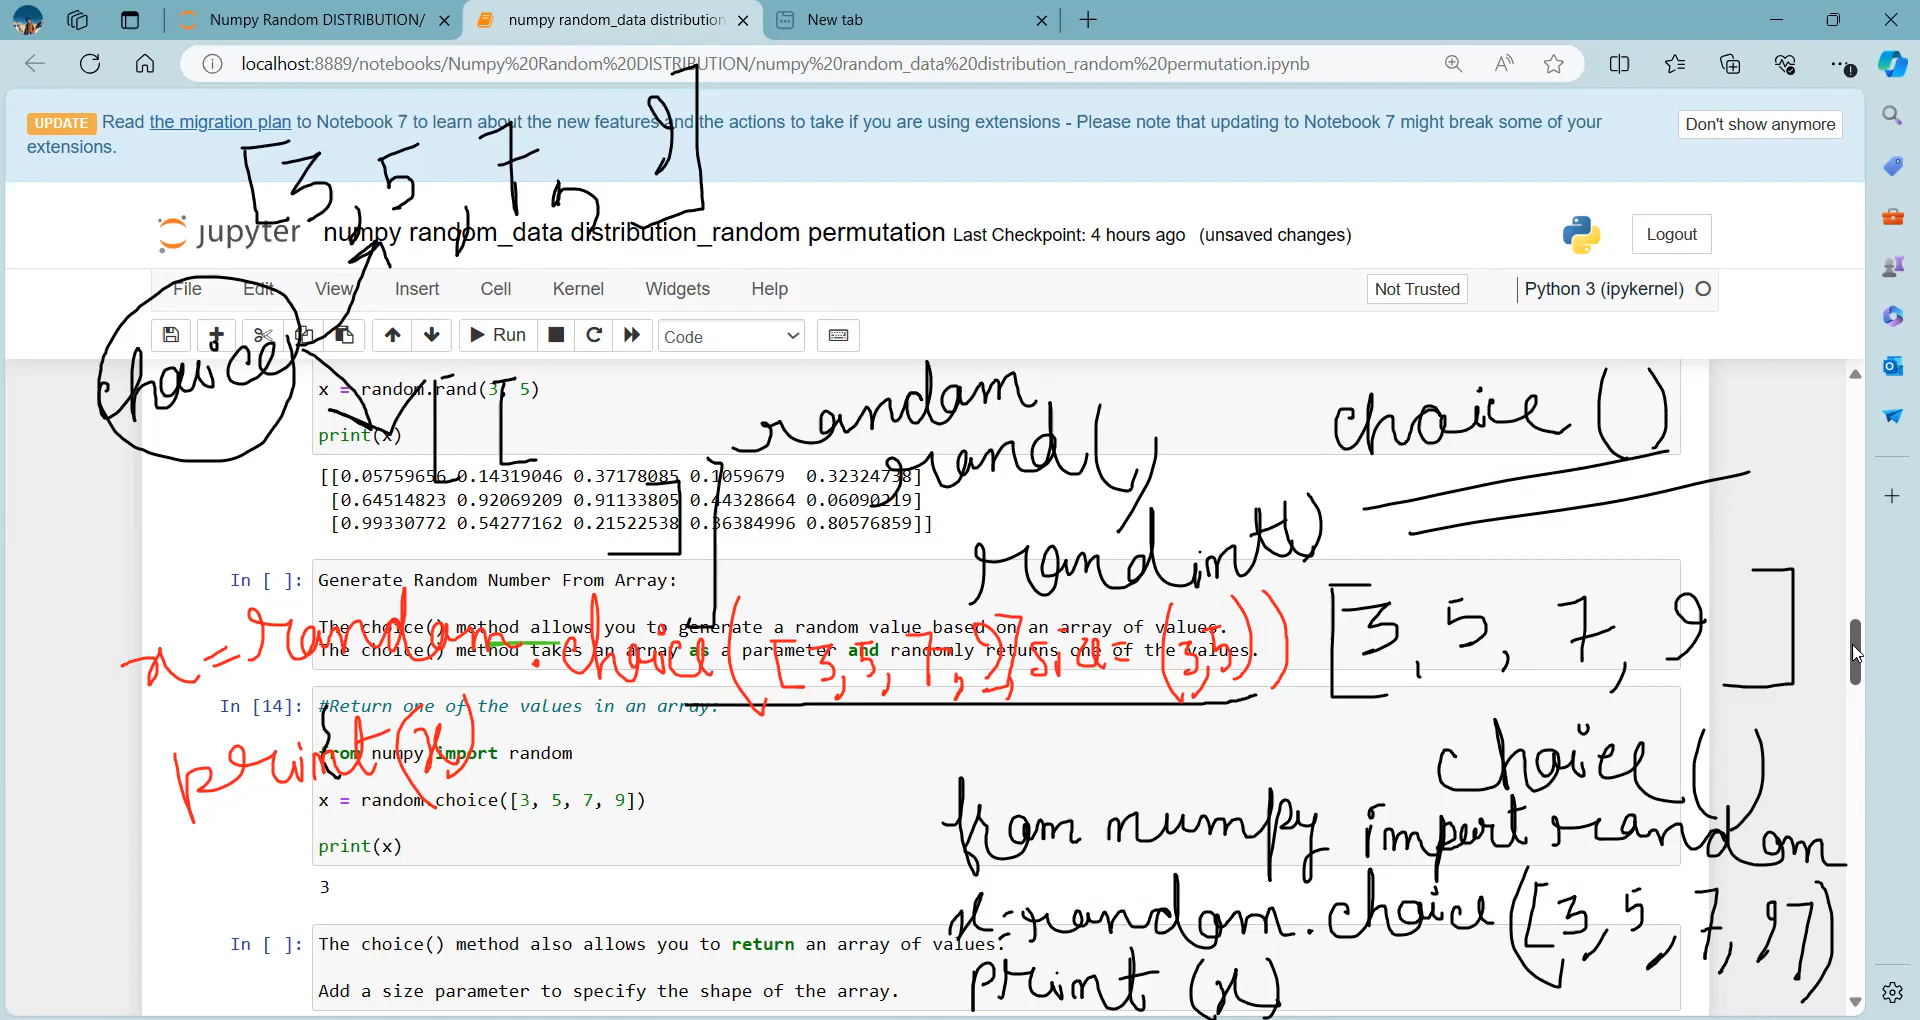 Numpy Random DISTRIBUTION/
numpy random_data distribution
New tab
localhost:8889/notebooks/Numpy%20Random%20DISTRIBUTION/numpy%20random_data%20distribution_random%20permutation.ipynb
UPDATE Read the migration plan to Notebook 7 to learn about the new features and the actions to take if you are using extensions - Please note that updating to Notebook 7 might break some of your
extensions.
Don't show anymore
[3, 5, 7, 9]
jupyter numpy random_data distribution_random permutation Last Checkpoint: 4 hours ago (unsaved changes)
Logout
File Edit View Insert Cell Kernel Widgets Help
Not Trusted
Python 3 (ipykernel)
Run
Code
choice
x = random.rand(3, 5)
print(x)
[[
random
rand(,)
randint()
choice ()
[[0.05759656 0.14319046 0.37178085 0.1059679 0.32324738]
[0.64514823 0.92069209 0.91133805 0.44328664 0.06090219]
[0.99330772 0.54277162 0.21522538 0.36384996 0.80576859]]
]]
In [ ]: Generate Random Number From Array:
The choice() method allows you to generate a random value based on an array of values.
The choice() method takes an array as a parameter and randomly returns one of the values.
x = random.choice([3,5,7,9] size=(3,5))
print(x)
[3, 5, 7, 9]
choice ()
In [14]: #Return one of the values in an array:
from numpy import random
x = random.choice([3, 5, 7, 9])
print(x)
3
from numpy import random
x=random.choice([3,5,7,9])
print (x)
In [ ]: The choice() method also allows you to return an array of values.
Add a size parameter to specify the shape of the array.